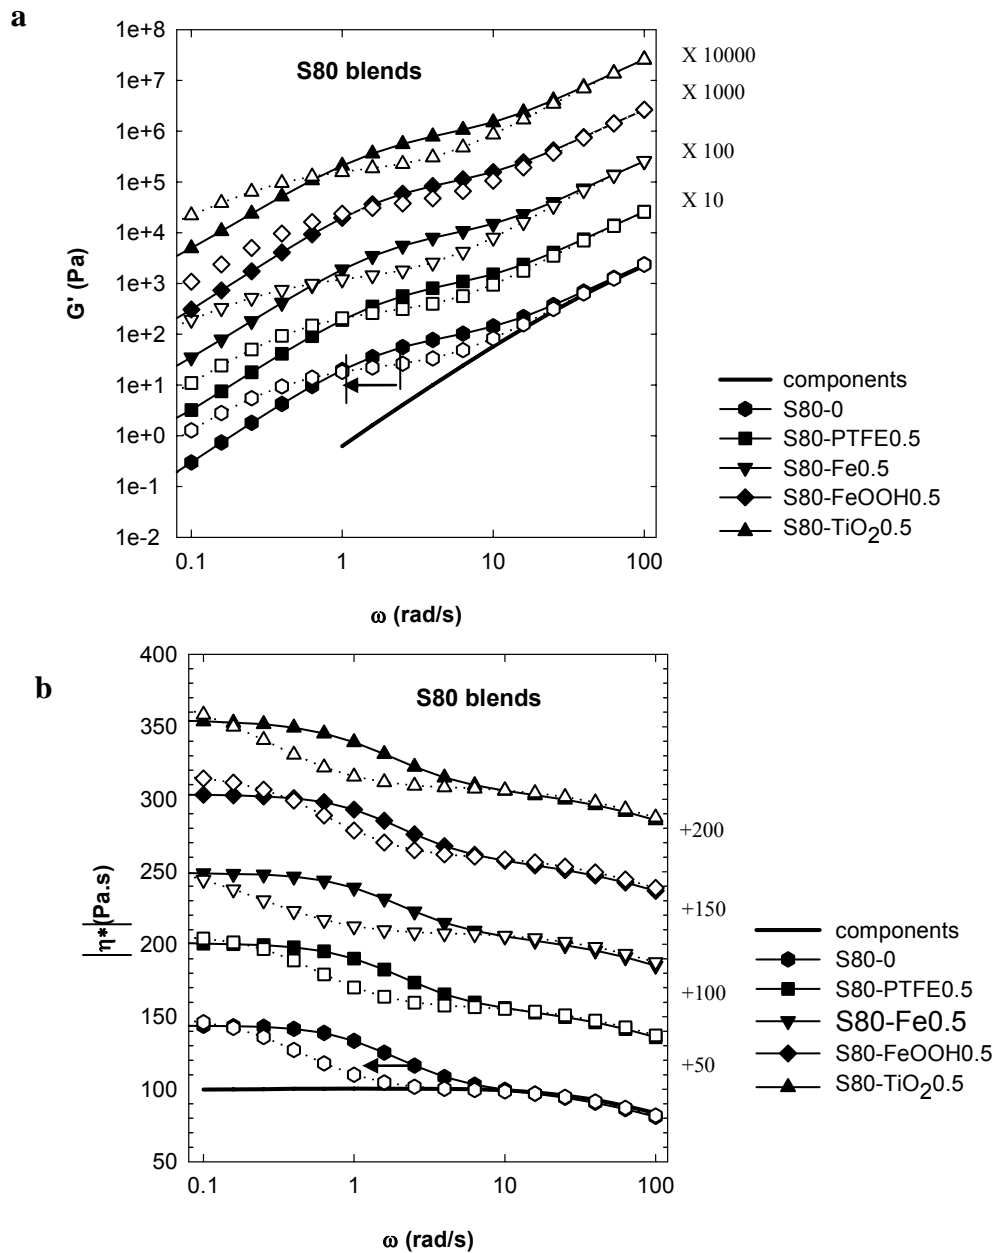 a
1e+8
1e+7
1e+6
1e+5
1e+4
1e+3
1e+2
1e+1
1e+0
1e-1
1e-2
G' (Pa)
S80 blends
X 10000
X 1000
X 100
X 10
0.1 1 10 100
ω (rad/s)
components
S80-0
S80-PTFE0.5
S80-Fe0.5
S80-FeOOH0.5
S80-TiO20.5
b
400
350
300
250
200
150
100
50
|η*|(Pa.s)
S80 blends
+200
+150
+100
+50
0.1 1 10 100
ω (rad/s)
components
S80-0
S80-PTFE0.5
S80-Fe0.5
S80-FeOOH0.5
S80-TiO20.5